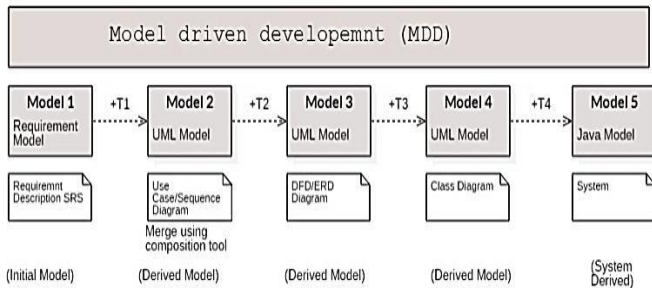 Model driven developemnt (MDD)
Model 1
Requirement
Model
+T1
Model 2
UML Model
+T2
Model 3
UML Model
+T3
Model 4
UML Model
+T4
Model 5
Java Model
Requiremnt
Description SRS
Use
Case/Sequence
Diagram
DFD/ERD
Diagram
Class Diagram
System
Merge using
composition tool
(Initial Model)
(Derived Model)
(Derived Model)
(Derived Model)
(System
Derived)